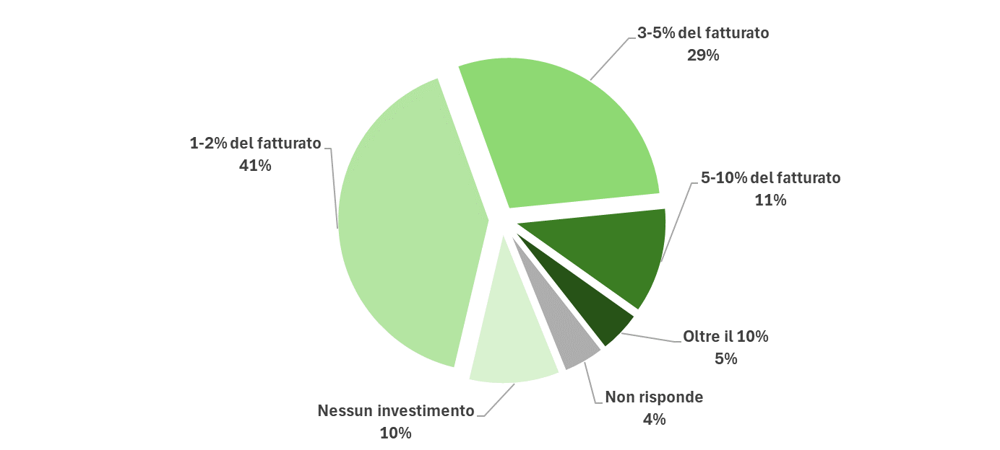 3-5% del fatturato
29%
1-2% del fatturato
41%
5-10% del fatturato
11%
Oltre il 10%
5%
Non risponde
4%
Nessun investimento
10%